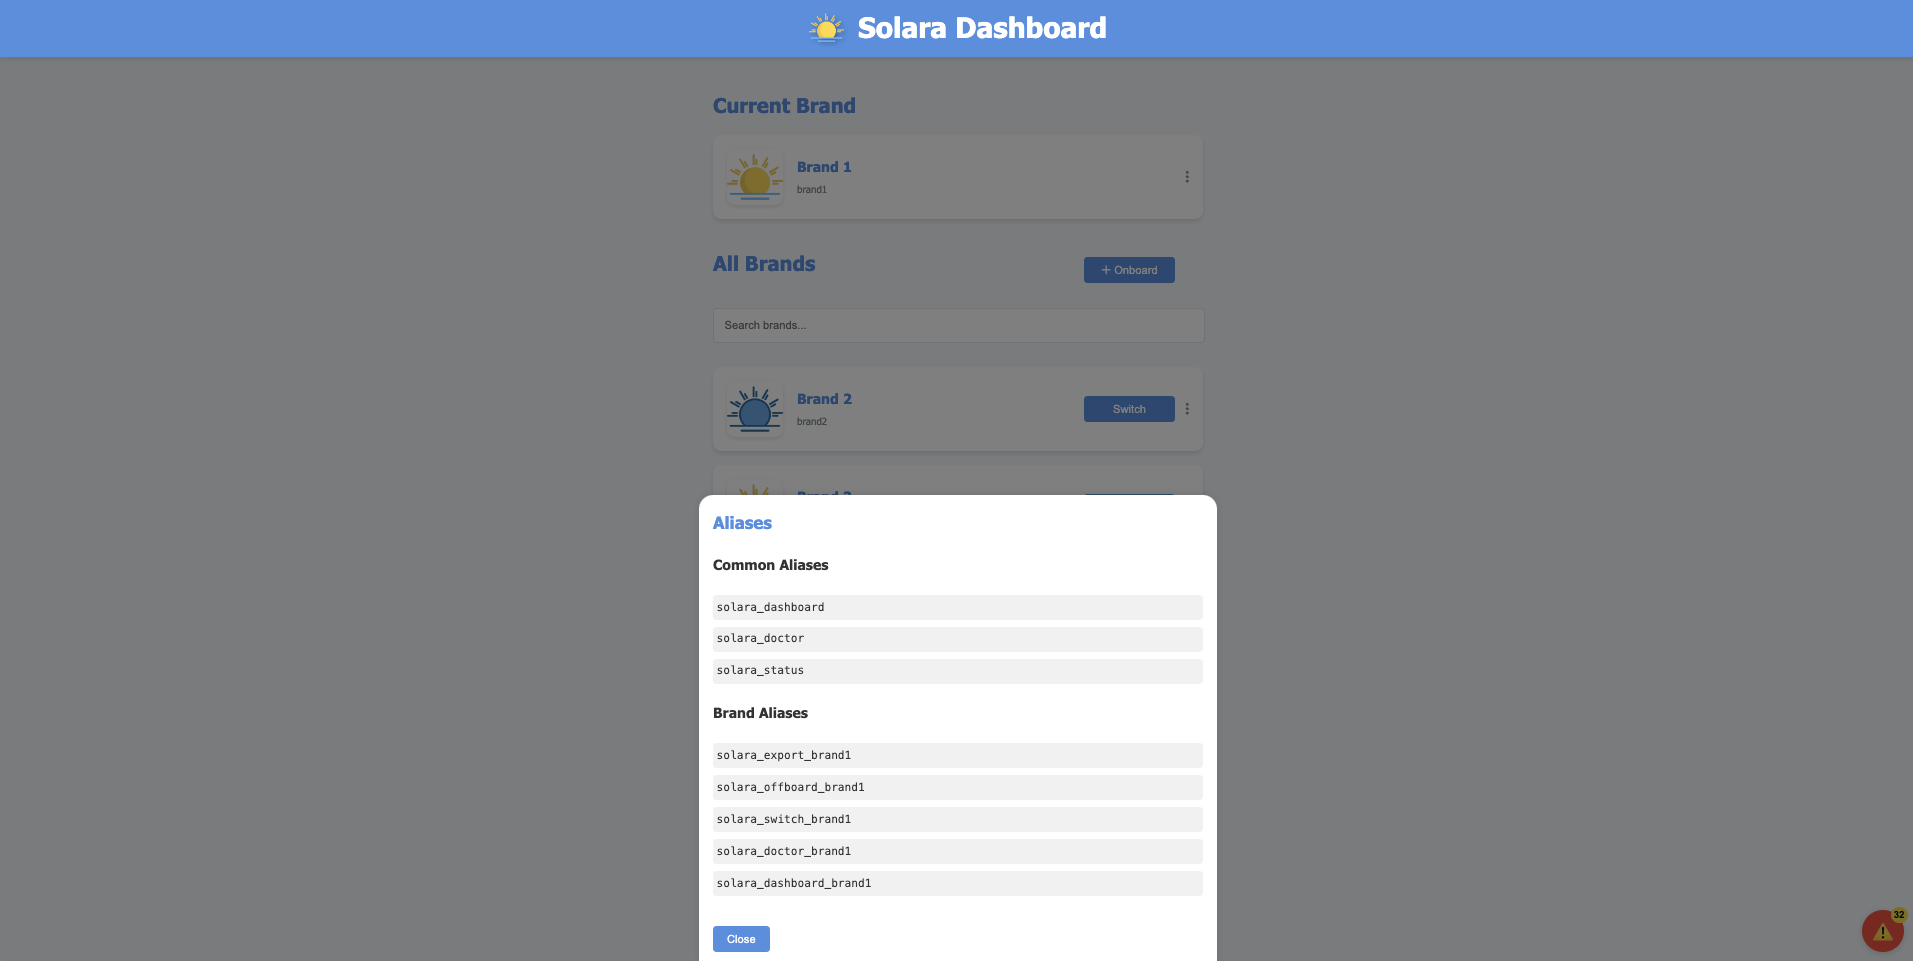 Solara Dashboard
Current Brand
Brand 1
brand1
All Brands
+ Onboard
Search brands...
Brand 2
brand2
Switch
Aliases
Common Aliases
solara_dashboard
solara_doctor
solara_status
Brand Aliases
solara_export_brand1
solara_offboard_brand1
solara_switch_brand1
solara_doctor_brand1
solara_dashboard_brand1
Close
32